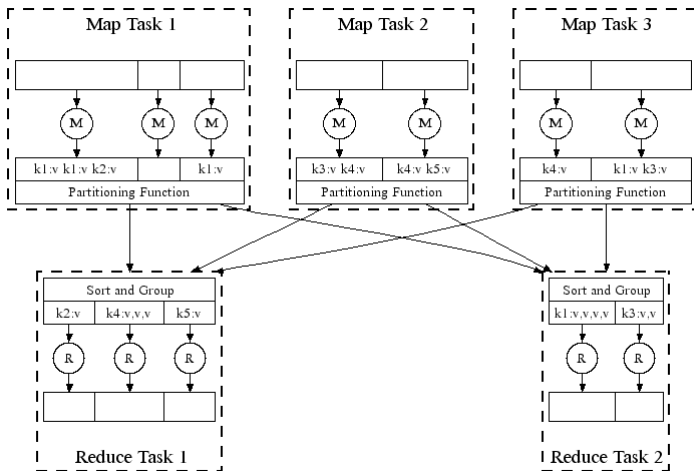 Map Task 1 Map Task 2 Map Task 3
M M M M M M M
k1:v k1:v k2:v k1:v k3:v k4:v k4:v k5:v k4:v k1:v k3:v
Partitioning Function Partitioning Function Partitioning Function
Sort and Group Sort and Group
k2:v k4:v,v,v k5:v k1:v,v,v,v k3:v,v
R R R R R
Reduce Task 1 Reduce Task 2